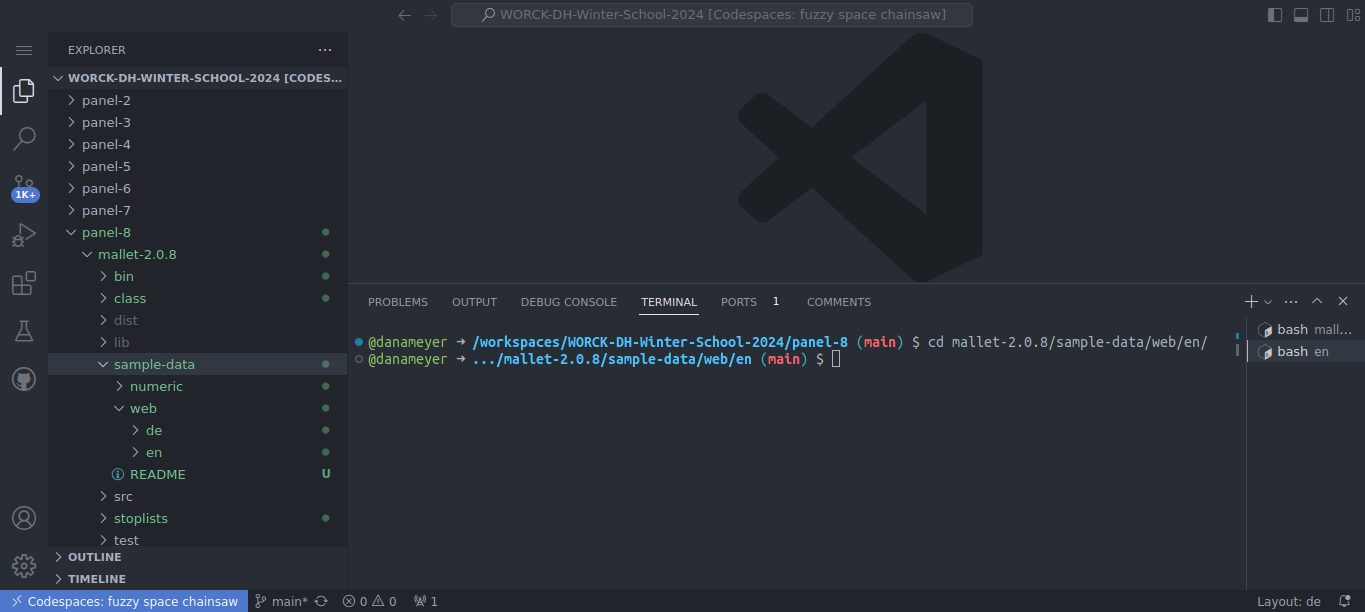 WORCK-DH-Winter-School-2024 [Codespaces: fuzzy space chainsaw]
EXPLORER
WORCK-DH-WINTER-SCHOOL-2024 [CODES...
panel-2
panel-3
panel-4
panel-5
panel-6
panel-7
panel-8
mallet-2.0.8
bin
class
dist
lib
sample-data
numeric
web
de
en
README U
src
stoplists
test
OUTLINE
TIMELINE
1K+
PROBLEMS OUTPUT DEBUG CONSOLE TERMINAL PORTS 1 COMMENTS
@danameyer ➜ /workspaces/WORCK-DH-Winter-School-2024/panel-8 (main) $ cd mallet-2.0.8/sample-data/web/en/
@danameyer ➜ .../mallet-2.0.8/sample-data/web/en (main) $
bash mall...
bash en
Codespaces: fuzzy space chainsaw main* 0 0 1 Layout: de